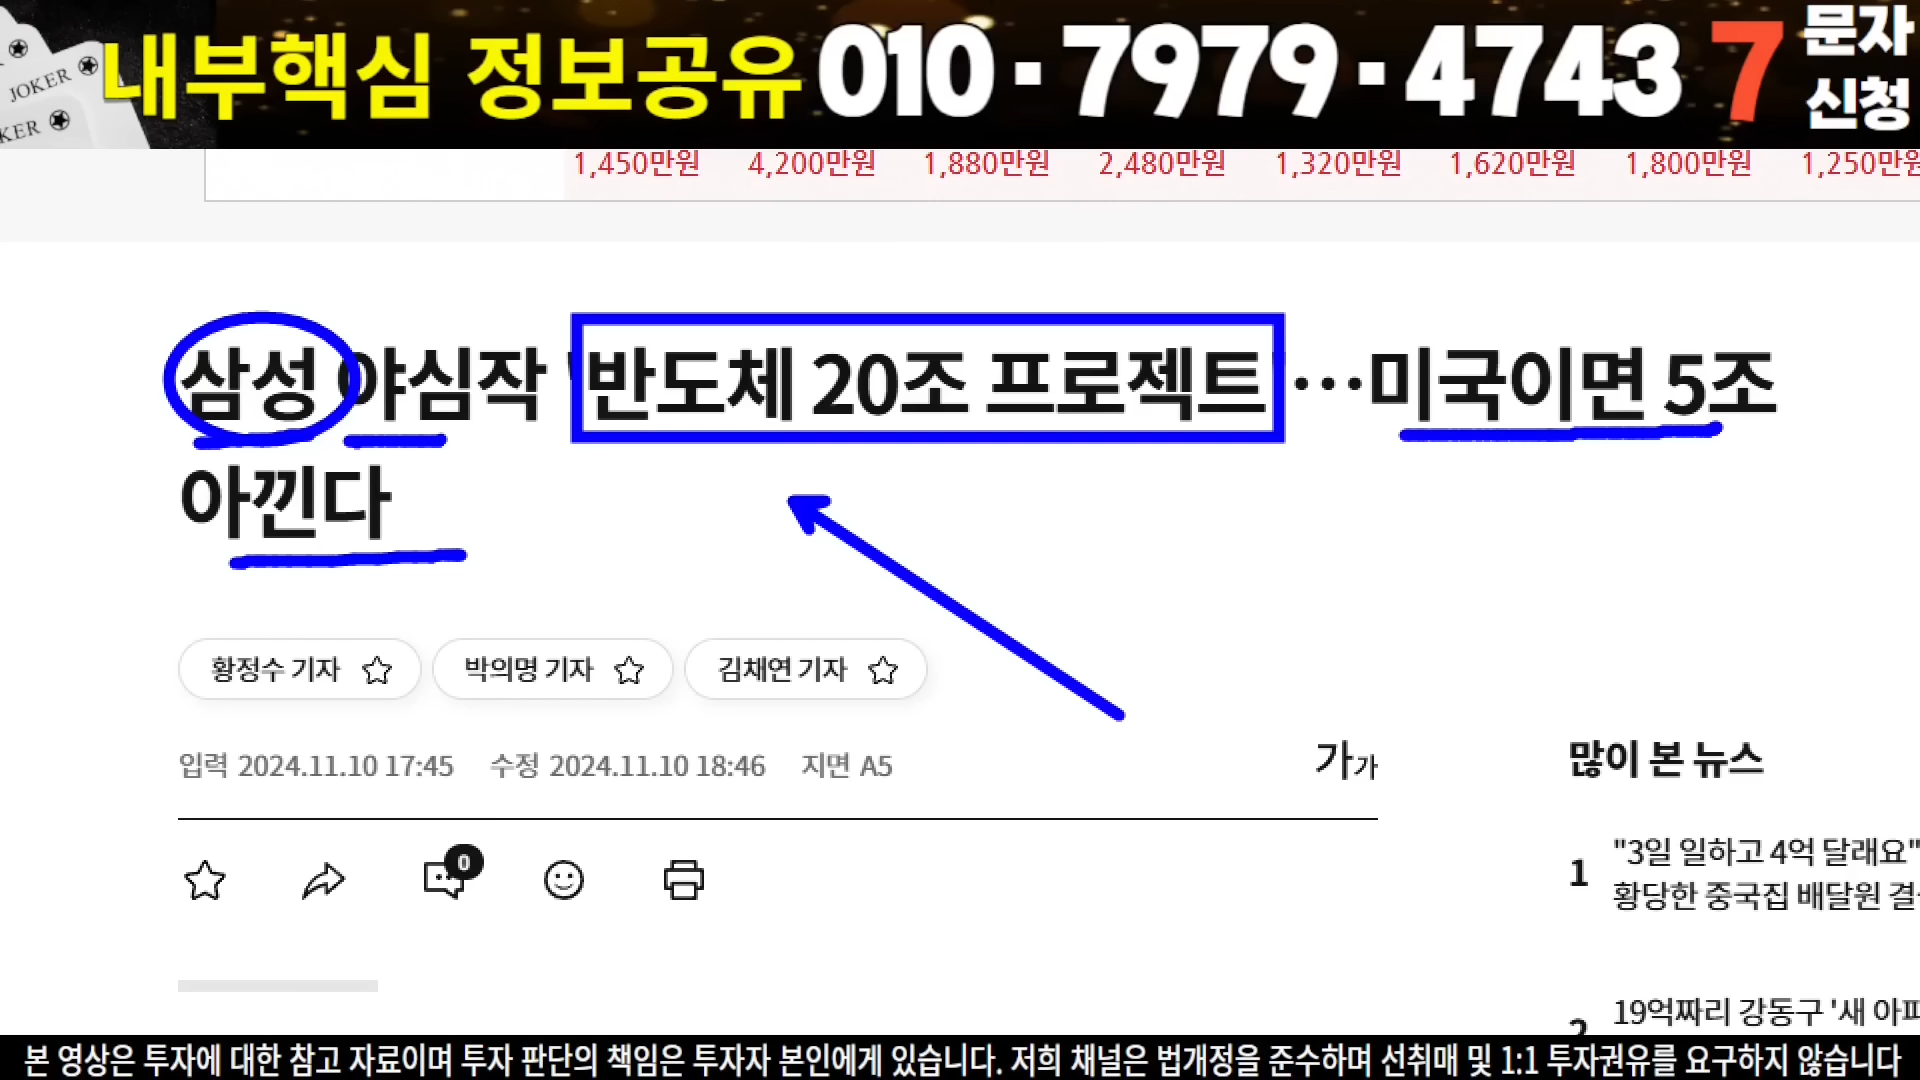 JOKER
KER
내부핵심 정보공유 010·7979·4743 7 문자
신청
1,450만원 4,200만원 1,880만원 2,480만원 1,320만원 1,620만원 1,800만원 1,250만원
삼성 야심작 '반도체 20조 프로젝트'…미국이면 5조
아낀다
황정수 기자 박의명 기자 김채연 기자
입력 2024.11.10 17:45 수정 2024.11.10 18:46 지면 A5
가가
0
많이 본 뉴스
1 "3일 일하고 4억 달래요"
황당한 중국집 배달원
2 19억짜리 강동구 '새
본 영상은 투자에 대한 참고 자료이며 투자 판단의 책임은 투자자 본인에게 있습니다. 저희 채널은 법개정을 준수하며 선취매 및 1:1 투자권유를 요구하지 않습니다